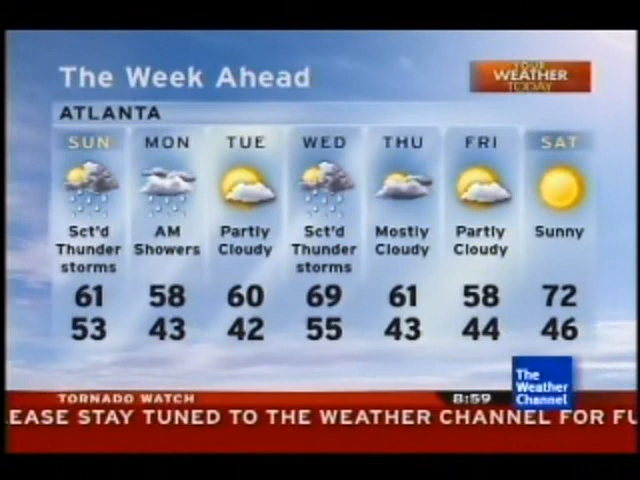 The Week Ahead
YOUR
WEATHER
TODAY
ATLANTA
SUN MON TUE WED THU FRI SAT
Sct'd Thunder storms
AM Showers
Partly Cloudy
Sct'd Thunder storms
Mostly Cloudy
Partly Cloudy
Sunny
61 58 60 69 61 58 72
53 43 42 55 43 44 46
The
Weather
Channel
TORNADO WATCH 8:59
EASE STAY TUNED TO THE WEATHER CHANNEL FOR FU